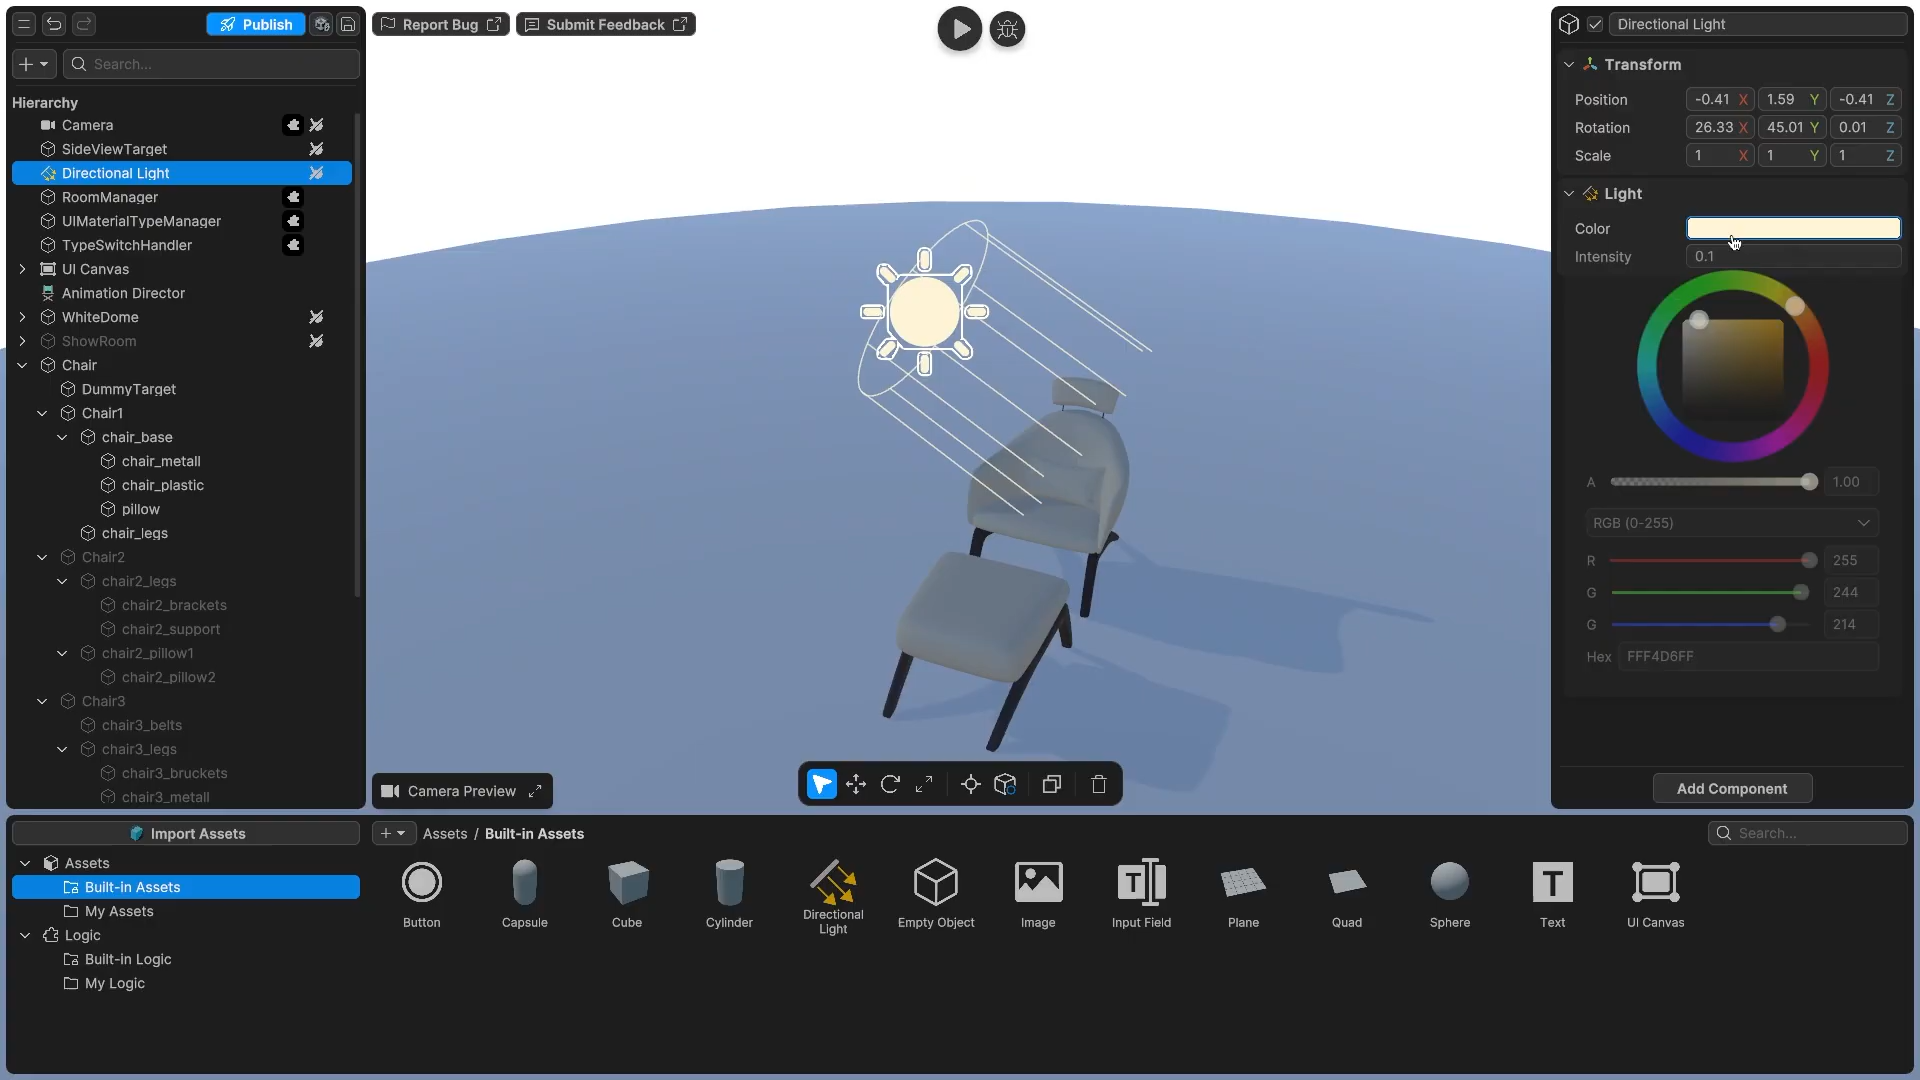 Publish
Report Bug
Submit Feedback
Search...
Hierarchy
Camera
SideViewTarget
Directional Light
RoomManager
UIMaterialTypeManager
TypeSwitchHandler
UI Canvas
Animation Director
WhiteDome
ShowRoom
Chair
DummyTarget
Chair1
chair_base
chair_metall
chair_plastic
pillow
chair_legs
Chair2
chair2_legs
chair2_brackets
chair2_support
chair2_pillow1
chair2_pillow2
Chair3
chair3_belts
chair3_legs
chair3_bruckets
chair3_metall
Camera Preview
Directional Light
Transform
Position -0.41 X 1.59 Y -0.41 Z
Rotation 26.33 X 45.01 Y 0.01 Z
Scale 1 X 1 Y 1 Z
Light
Color
Intensity 0.1
A 1.00
RGB (0-255)
R 255
G 244
G 214
Hex FFF4D6FF
Add Component
Import Assets
Assets
Built-in Assets
My Assets
Logic
Built-in Logic
My Logic
Assets / Built-in Assets
Search...
Button
Capsule
Cube
Cylinder
Directional
Light
Empty Object
Image
T
Input Field
Plane
Quad
Sphere
T
Text
UI Canvas